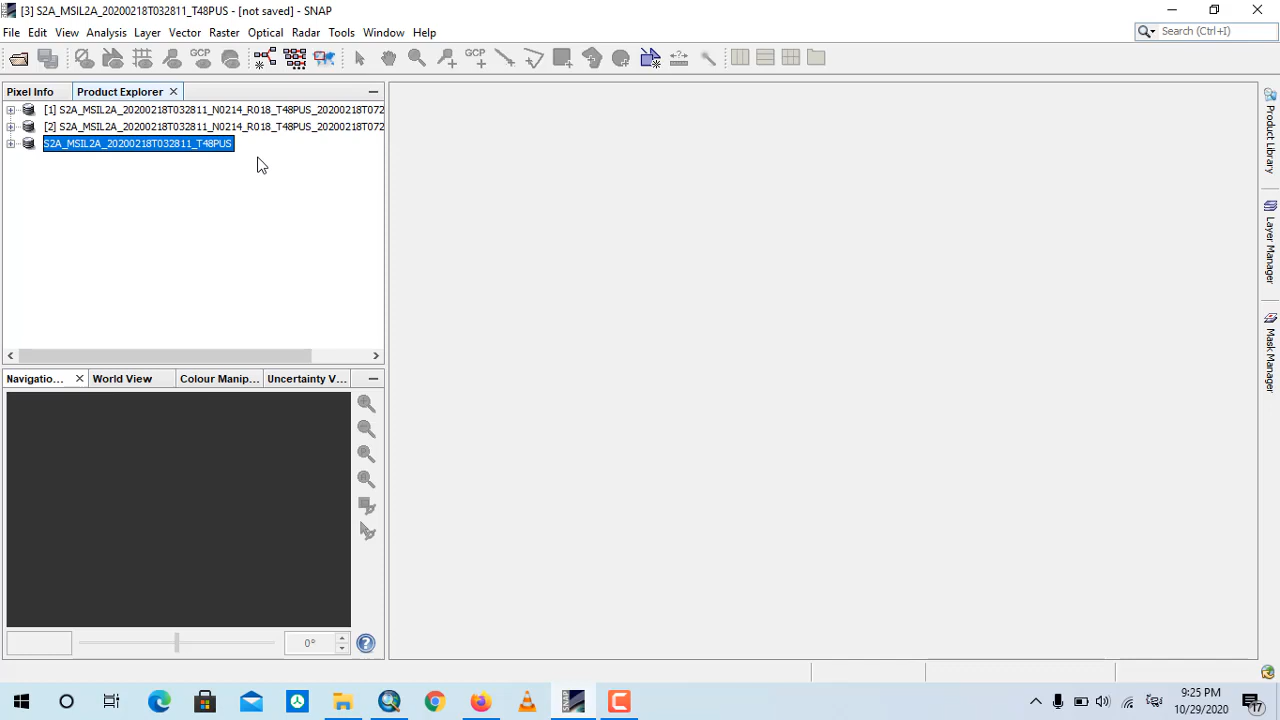 [3] S2A_MSIL2A_20200218T032811_T48PUS - [not saved] - SNAP
File Edit View Analysis Layer Vector Raster Optical Radar Tools Window Help
Search (Ctrl+I)
GCP GCP
Pixel Info Product Explorer
[1] S2A_MSIL2A_20200218T032811_N0214_R018_T48PUS_20200218T072
[2] S2A_MSIL2A_20200218T032811_N0214_R018_T48PUS_20200218T072
S2A_MSIL2A_20200218T032811_T48PUS
Product Library
Layer Manager
Mask Manager
Navigatio... World View Colour Manip... Uncertainty V...
0°
SNAP
9:25 PM
10/29/2020
17